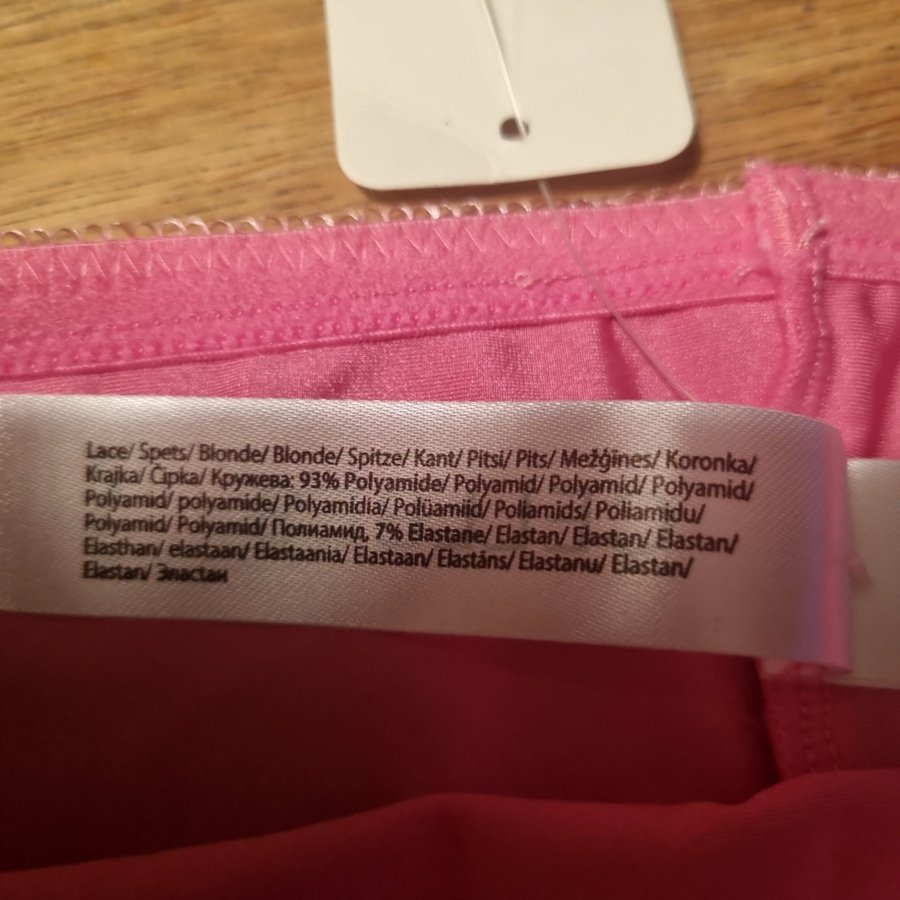 Lace/ Spets/ Blonde/ Blonde/ Spitze/ Kant/ Pitsi/ Pits/ Mežģines/ Koronka/
Krajka/ Čipka/ Кружева: 93% Polyamide/ Polyamid/ Polyamid/ Polyamid/
Polyamid/ polyamide/ Polyamidia/ Polüamiid/ Poliamids/ Poliamidu/
Polyamid/ Polyamid/ Полиамид, 7% Elastane/ Elastan/ Elastan/ Elastan/
Elasthan/ elastaan/ Elastaania/ Elastaan/ Elastāns/ Elastanu/ Elastan/
Elastan/ Эластан